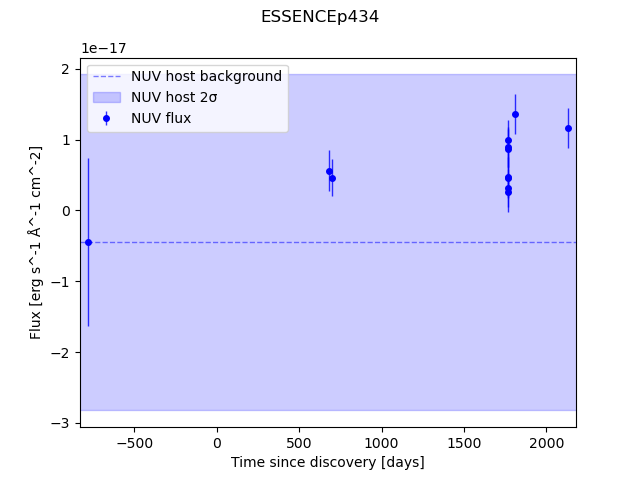 ESSENCEp434
1e−17
NUV host background
NUV host 2σ
NUV flux
2
1
0
−1
−2
−3
Flux [erg s^-1 Å^-1 cm^-2]
−500
0
500
1000
1500
2000
Time since discovery [days]